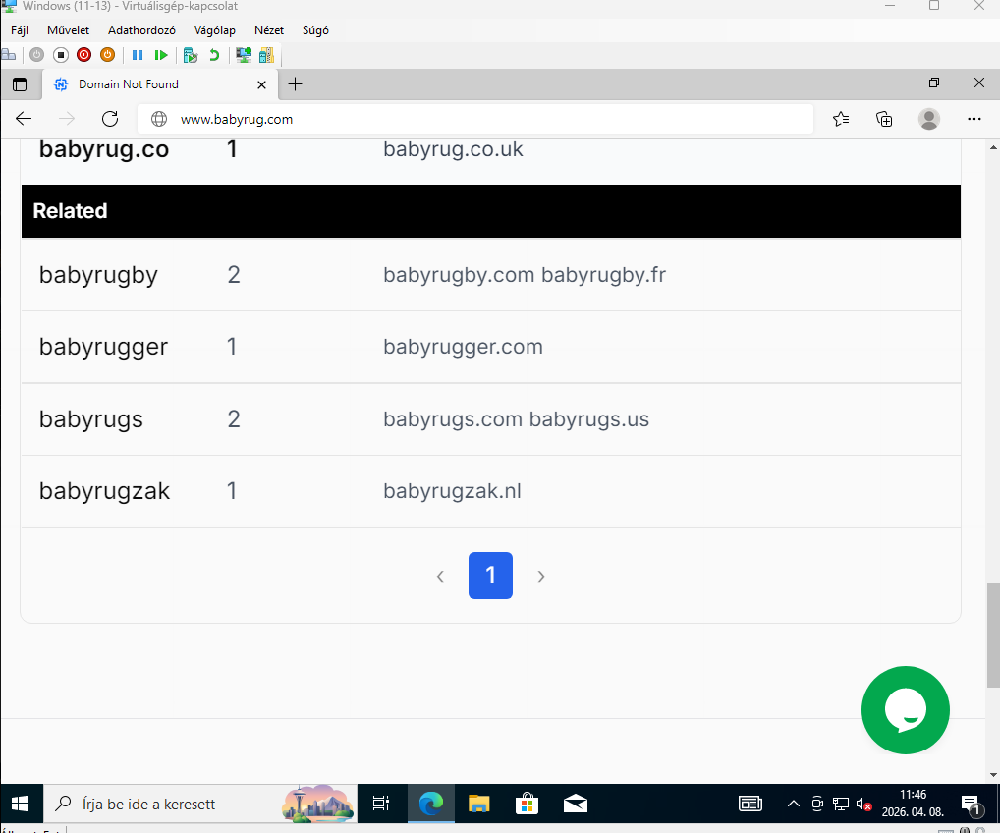 Windows (11-13) - Virtuálisgép-kapcsolat
Fájl Művelet Adathordozó Vágólap Nézet Súgó
Domain Not Found
www.babyrug.com
babyrug.co 1 babyrug.co.uk
Related
babyrugby 2 babyrugby.com babyrugby.fr
babyrugger 1 babyrugger.com
babyrugs 2 babyrugs.com babyrugs.us
babyrugzak 1 babyrugzak.nl
1
Írja be ide a keresett
11:46
2026. 04. 08.
1